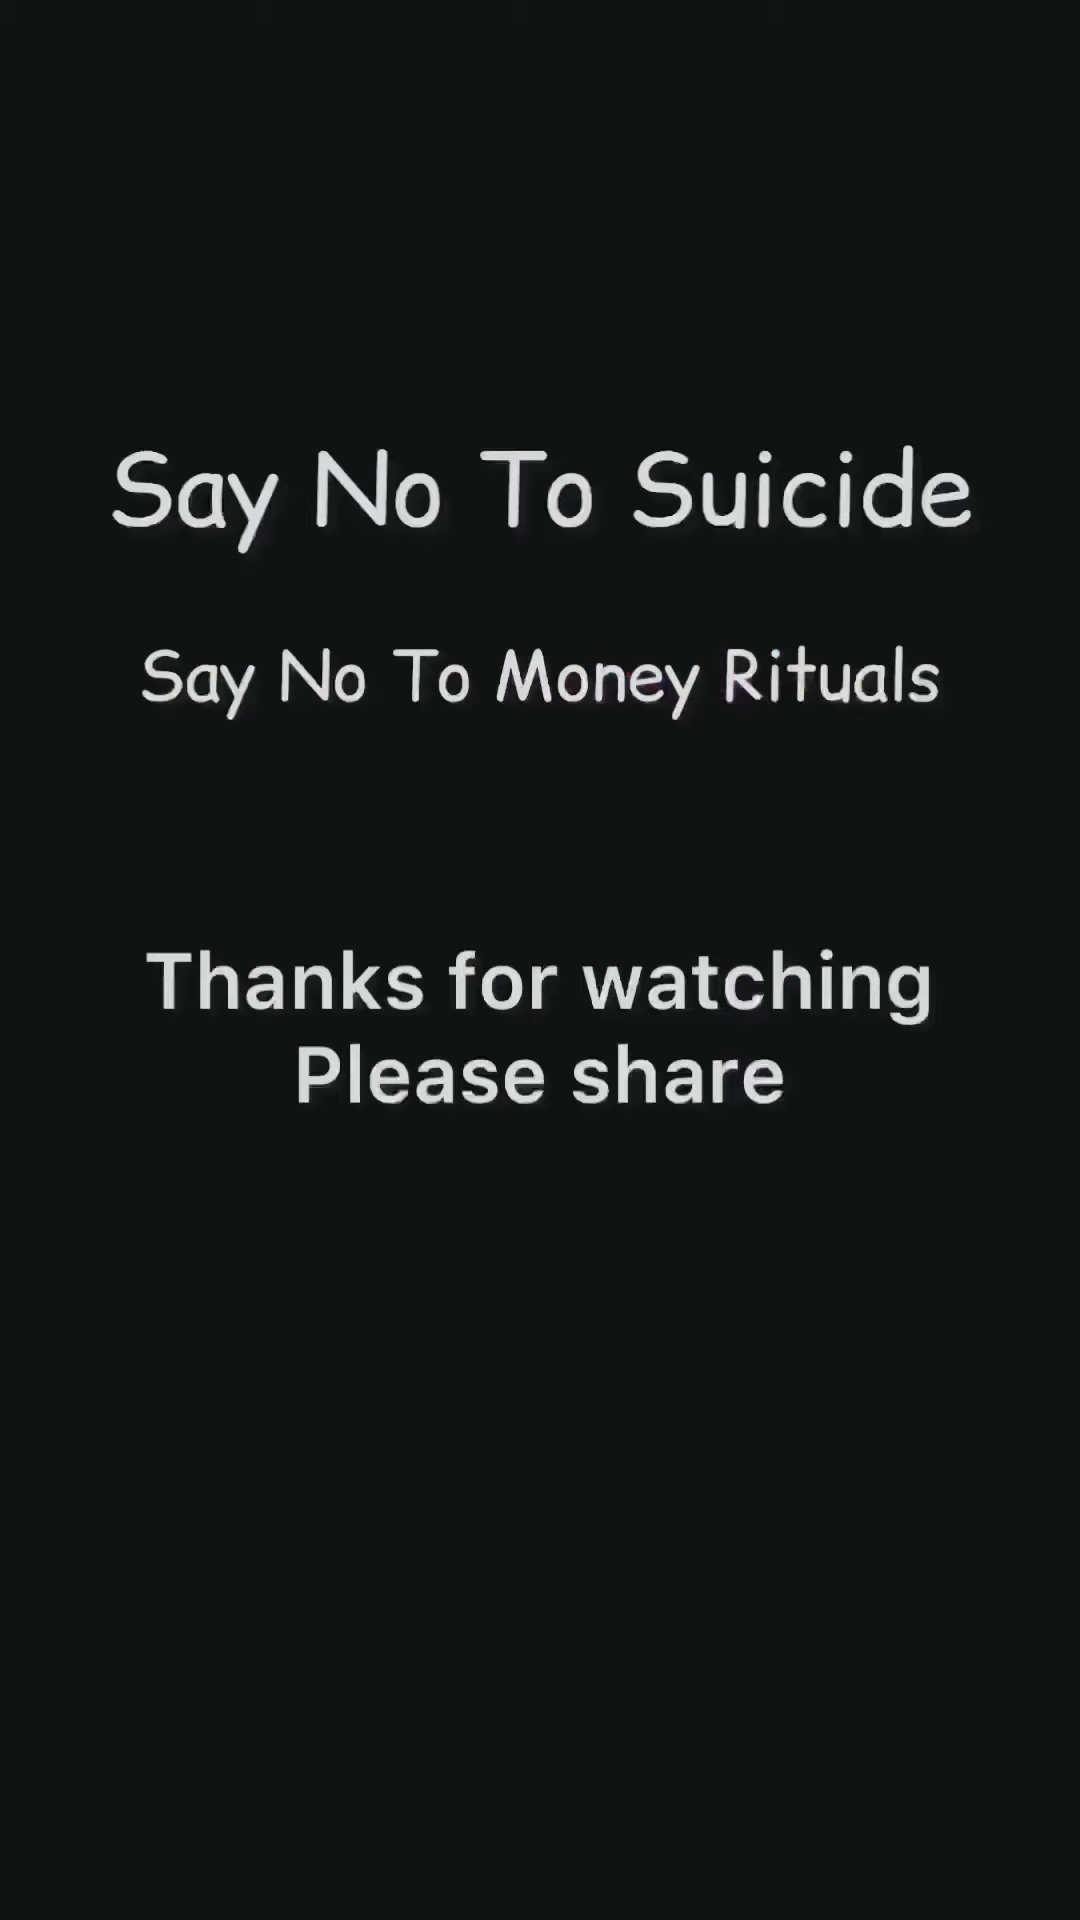 Say No To Suicide
Say No To Money Rituals
Thanks for watching
Please share